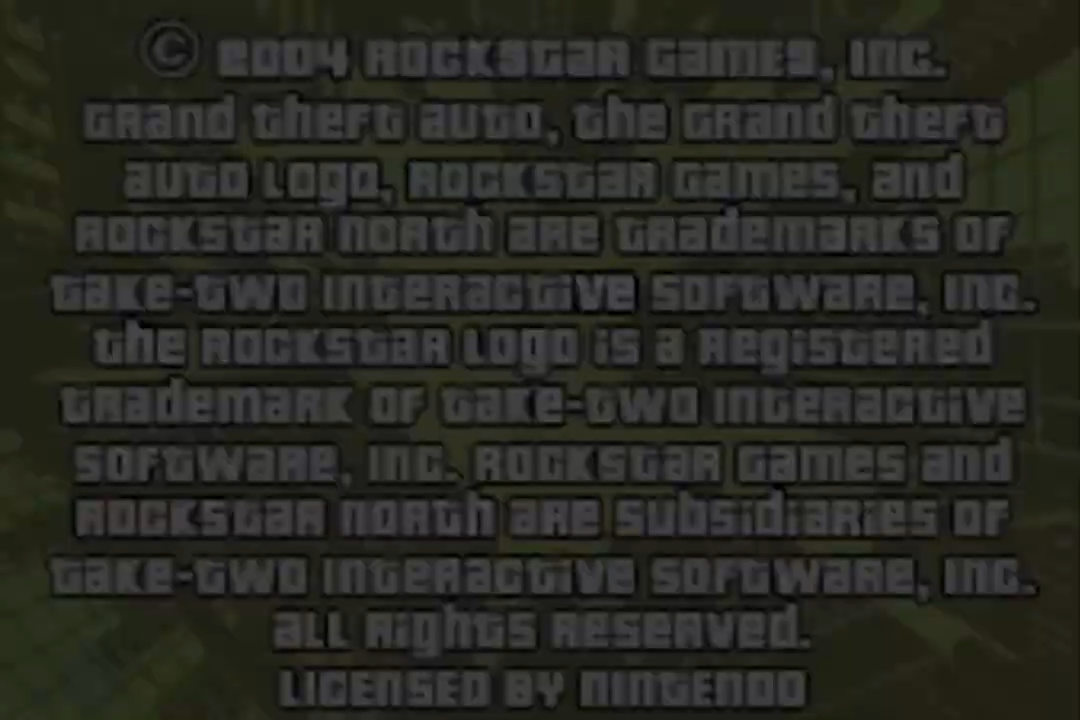 © 2004 ROCKSTAR GAMES, INC.
GRAND THEFT AUTO, THE GRAND THEFT
AUTO LOGO, ROCKSTAR GAMES, AND
ROCKSTAR NORTH ARE TRADEMARKS OF
TAKE-TWO INTERACTIVE SOFTWARE, INC.
THE ROCKSTAR LOGO IS A REGISTERED
TRADEMARK OF TAKE-TWO INTERACTIVE
SOFTWARE, INC. ROCKSTAR GAMES AND
ROCKSTAR NORTH ARE SUBSIDIARIES OF
TAKE-TWO INTERACTIVE SOFTWARE, INC.
ALL RIGHTS RESERVED.
LICENSED BY NINTENDO